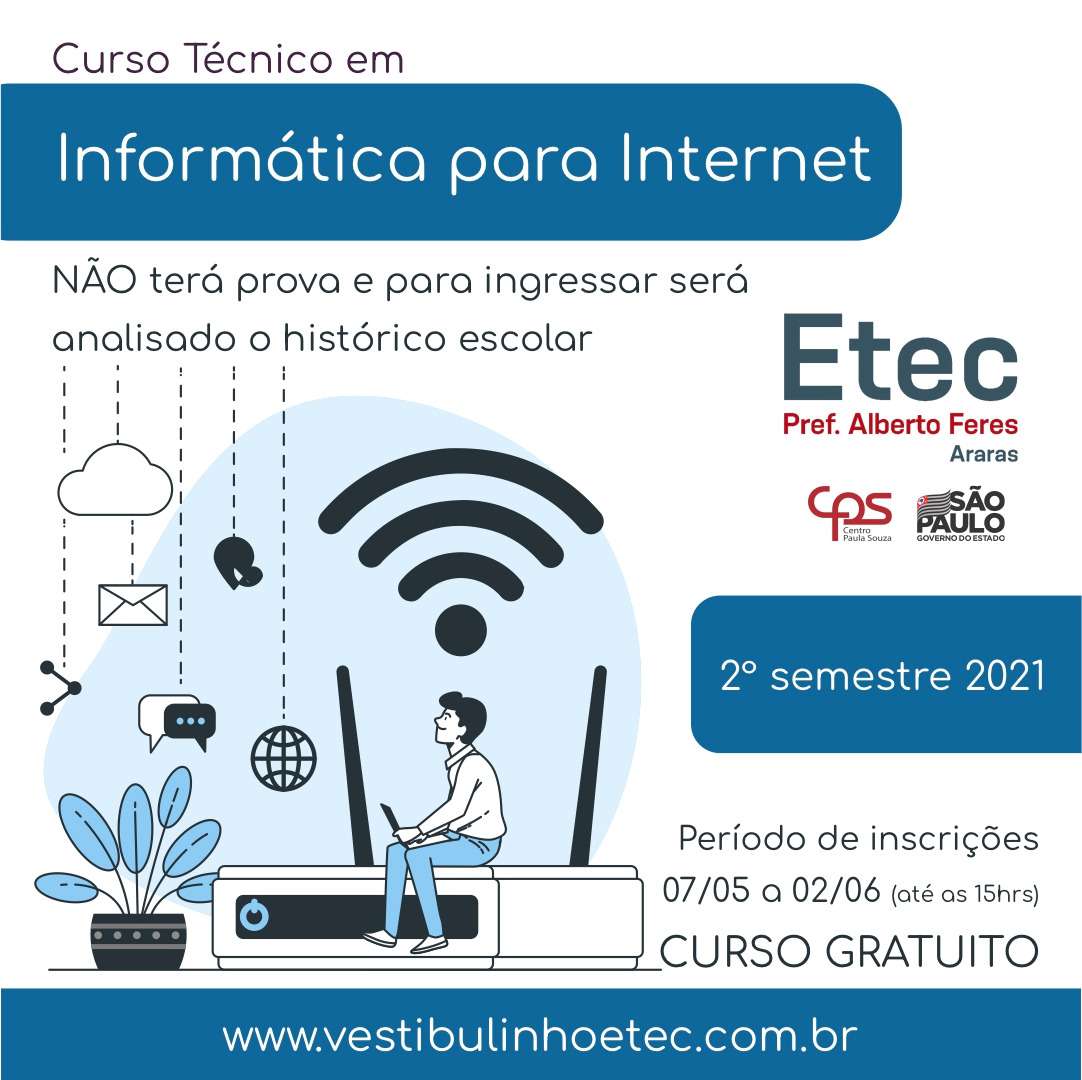 Curso Técnico em
Informática para Internet
NÃO terá prova e para ingressar será
analisado o histórico escolar
Etec
Pref. Alberto Feres
Araras
cps
Centro
Paula Souza
SÃO
PAULO
GOVERNO DO ESTADO
2º semestre 2021
Período de inscrições
07/05 a 02/06 (até as 15hrs)
CURSO GRATUITO
www.vestibulinhoetec.com.br